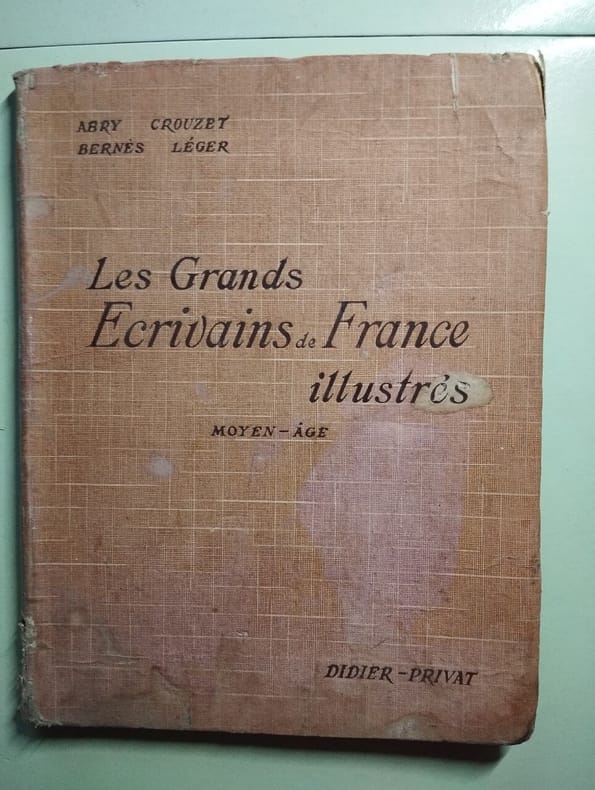 ABRY CROUZET
BERNÈS LÉGER
Les Grands
Ecrivains de France
illustrés
MOYEN-ÂGE
DIDIER-PRIVAT